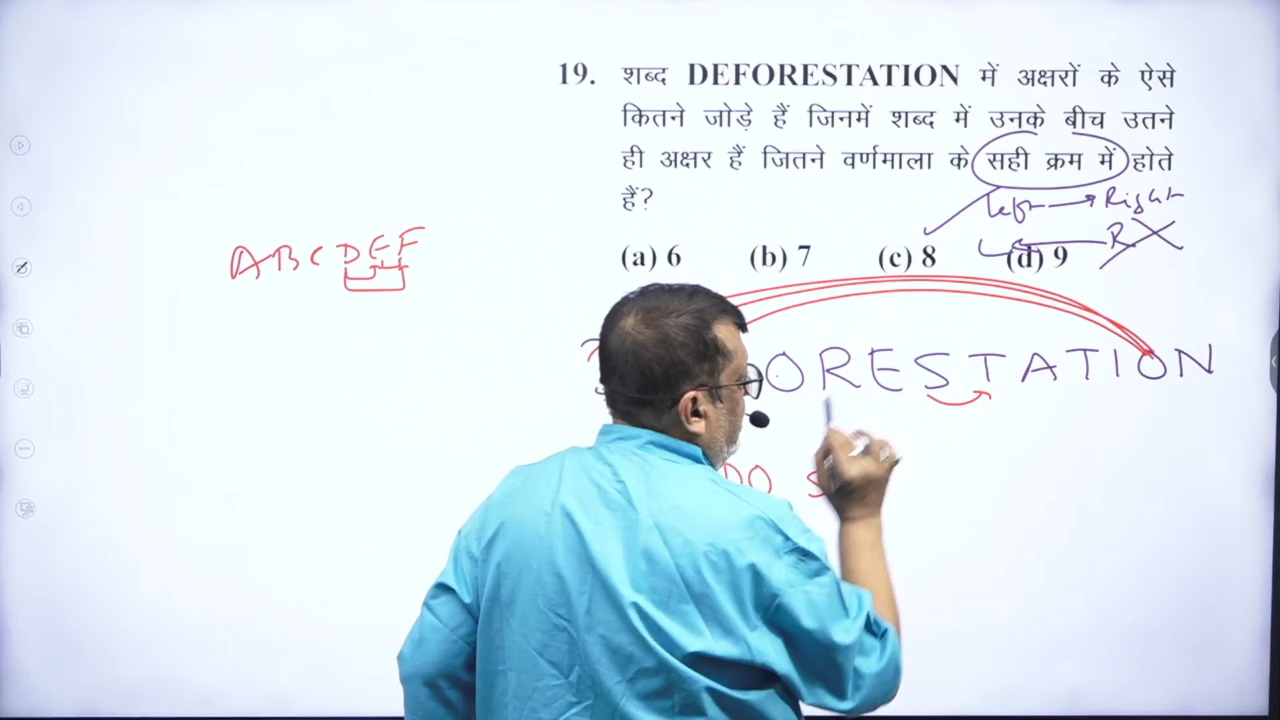 19. शब्द DEFORESTATION में अक्षरों के ऐसे
कितने जोड़े हैं जिनमें शब्द में उनके बीच उतने
ही अक्षर हैं जितने वर्णमाला के सही क्रम में होते
हैं?
Left → Right
L R
(a) 6 (b) 7 (c) 8 (d) 9
ABCDEF
ORESTATION
DO S